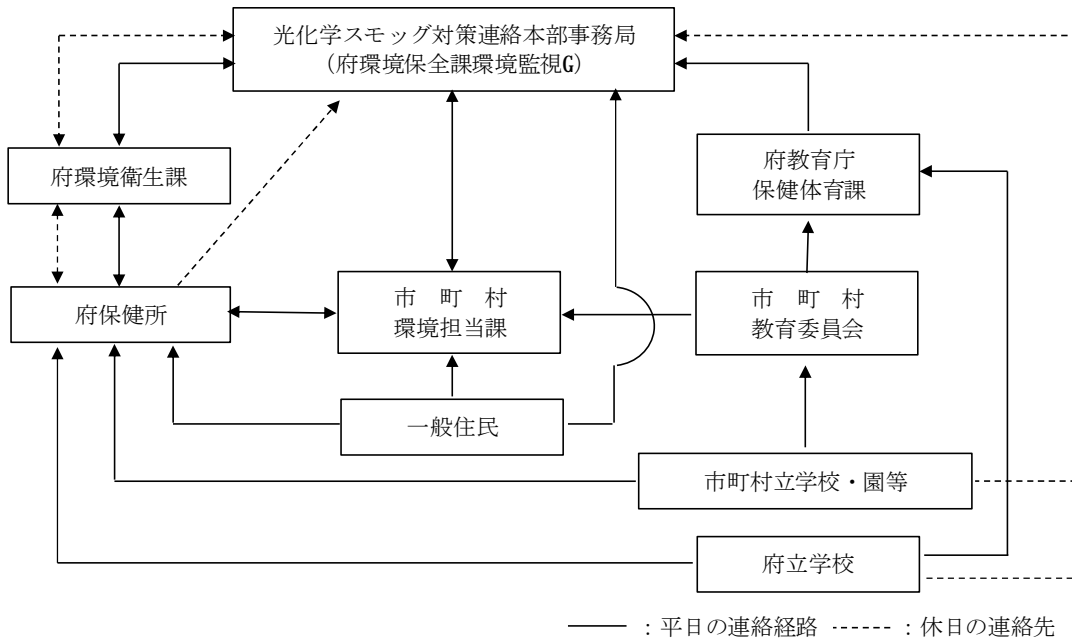 光化学スモッグ対策連絡本部事務局
（府環境保全課環境監視G）
府環境衛生課
府教育庁
保健体育課
府保健所
市　町　村
環境担当課
市　町　村
教育委員会
一般住民
市町村立学校・園等
府立学校
：平日の連絡経路
：休日の連絡先